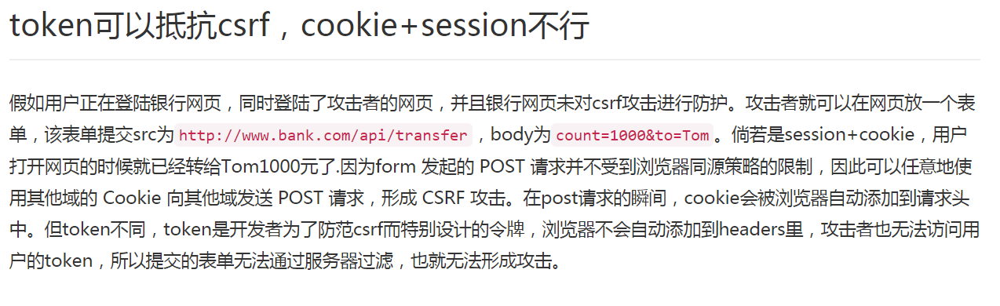 token可以抵抗csrf，cookie+session不行
假如用户正在登陆银行网页，同时登陆了攻击者的网页，并且银行网页未对csrf攻击进行防护。攻击者就可以在网页放一个表
单，该表单提交src为http://www.bank.com/api/transfer，body为count=1000&to=Tom。倘若是session+cookie，用户
打开网页的时候就已经转给Tom1000元了.因为form 发起的 POST 请求并不受到浏览器同源策略的限制，因此可以任意地使
用其他域的 Cookie 向其他域发送 POST 请求，形成 CSRF 攻击。在post请求的瞬间，cookie会被浏览器自动添加到请求头
中。但token不同，token是开发者为了防范csrf而特别设计的令牌，浏览器不会自动添加到headers里，攻击者也无法访问用
户的token，所以提交的表单无法通过服务器过滤，也就无法形成攻击。